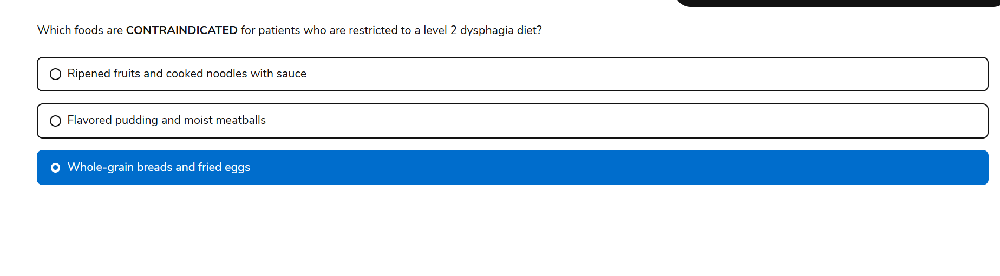 Which foods are CONTRAINDICATED for patients who are restricted to a level 2 dysphagia diet?
Ripened fruits and cooked noodles with sauce
Flavored pudding and moist meatballs
Whole-grain breads and fried eggs